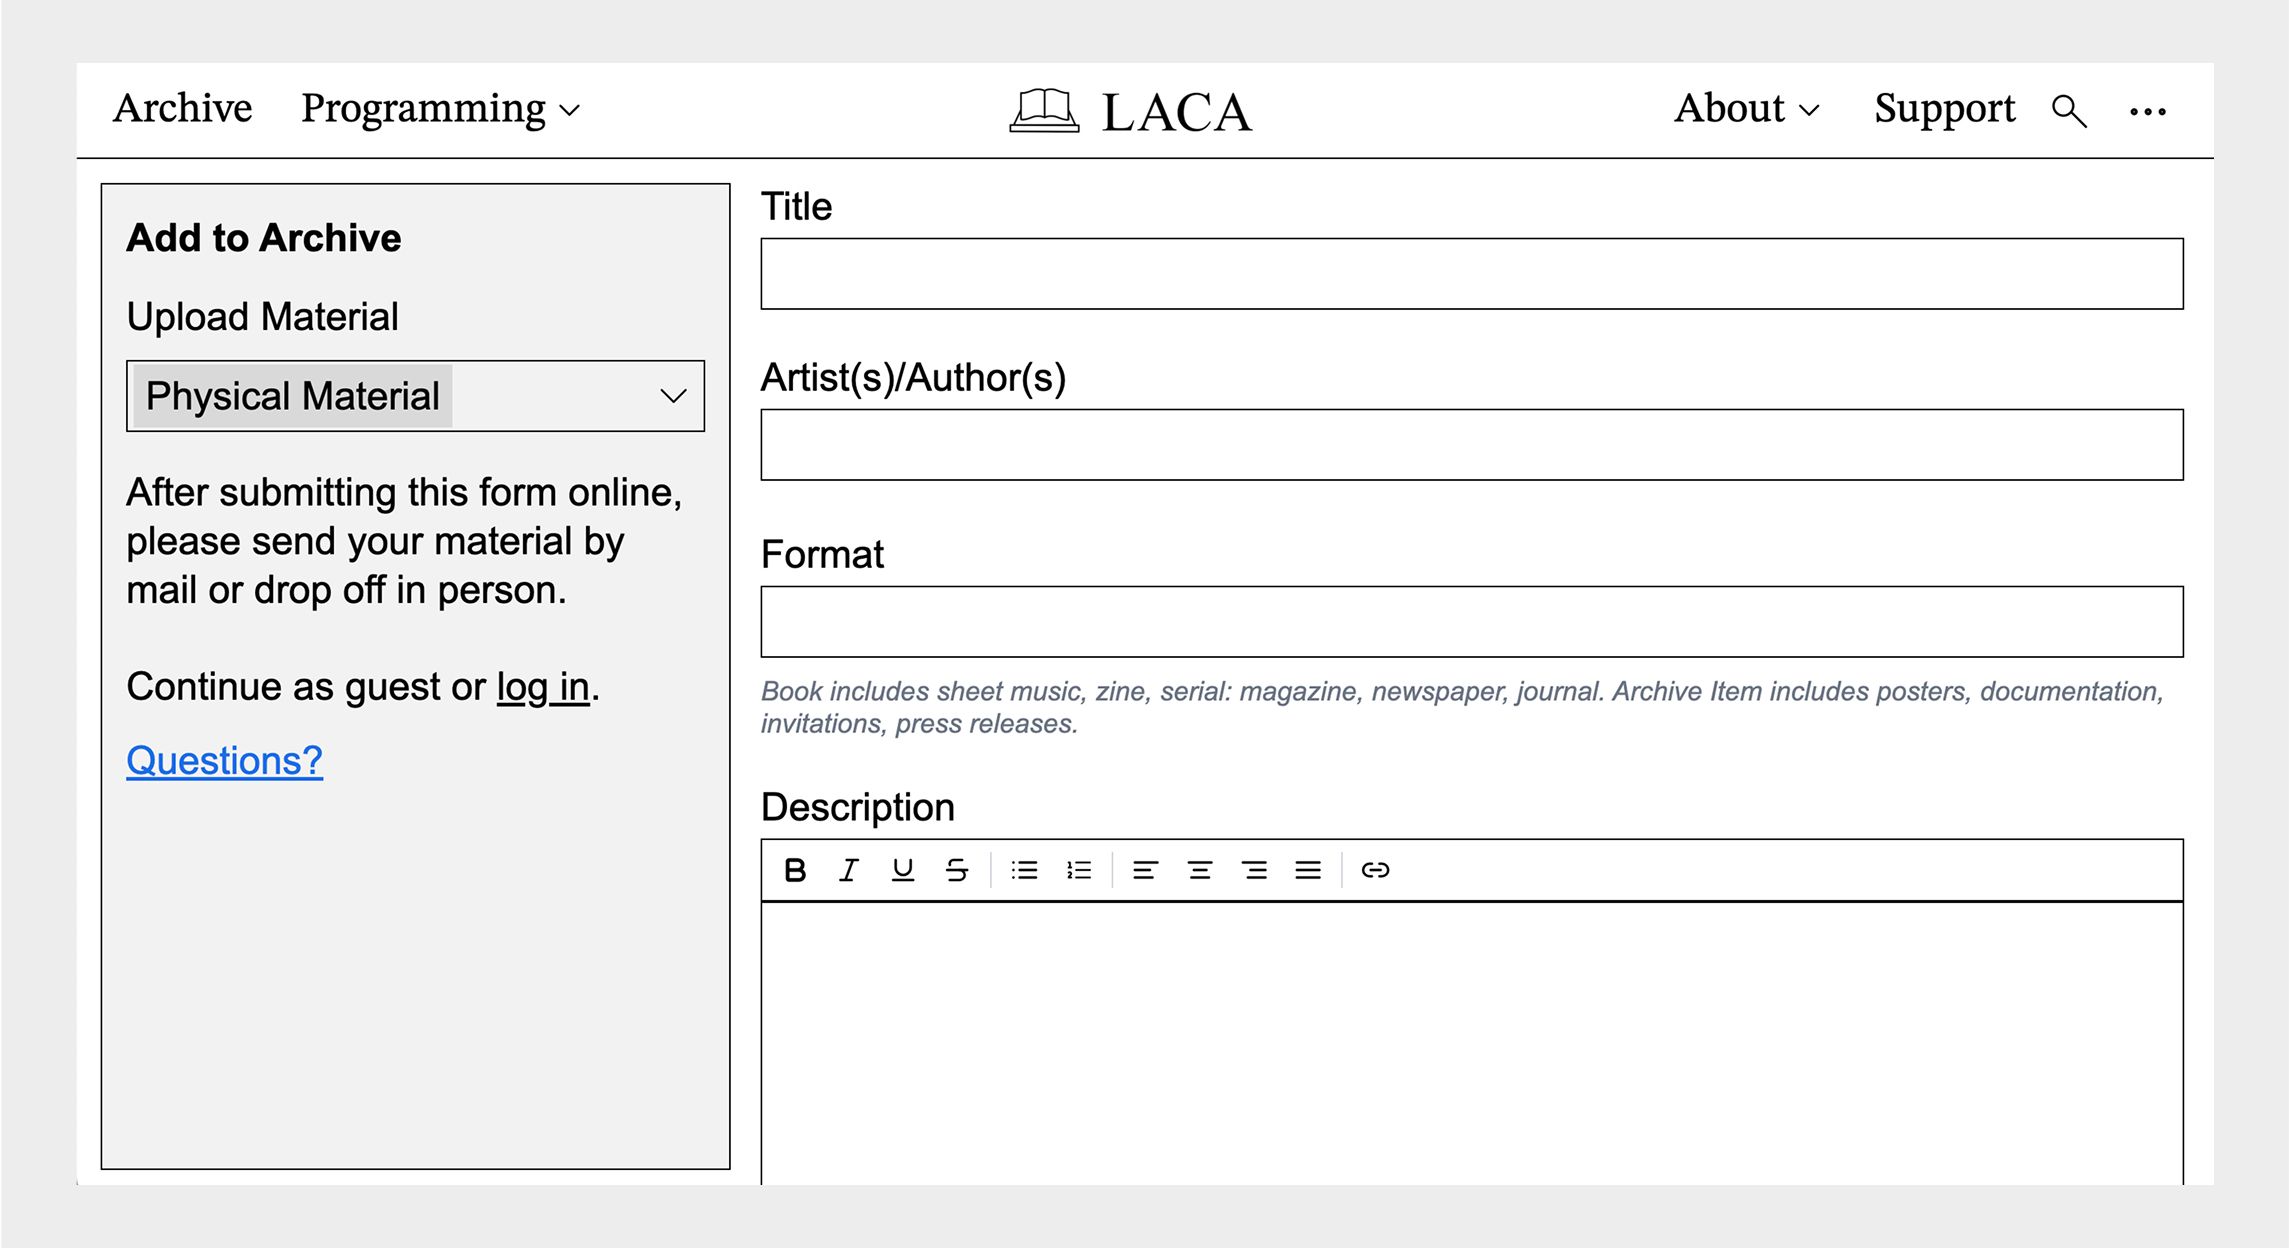 Archive Programming LACA About Support
Add to Archive
Upload Material
Physical Material
After submitting this form online,
please send your material by
mail or drop off in person.
Continue as guest or log in.
Questions?
Title
Artist(s)/Author(s)
Format
Book includes sheet music, zine, serial: magazine, newspaper, journal. Archive Item includes posters, documentation,
invitations, press releases.
Description